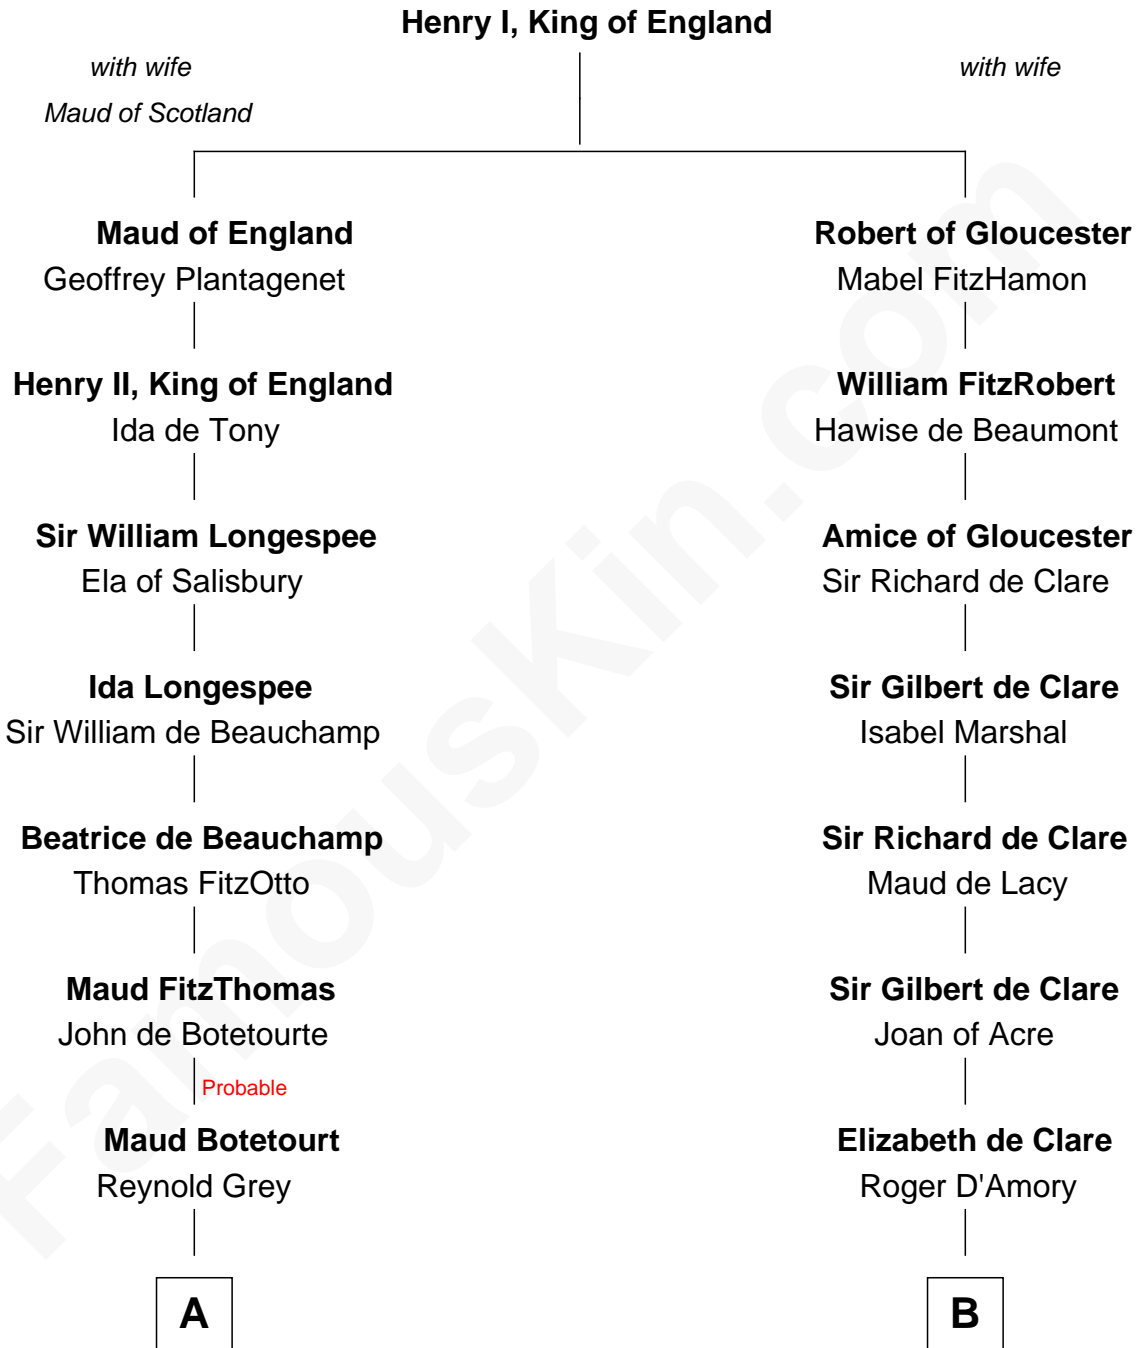 Henry I, King of England
with wife
Maud of Scotland
with wife
Maud of England
Geoffrey Plantagenet
Robert of Gloucester
Mabel FitzHamon
Henry II, King of England
Ida de Tony
William FitzRobert
Hawise de Beaumont
Sir William Longespee
Ela of Salisbury
Amice of Gloucester
Sir Richard de Clare
Ida Longespee
Sir William de Beauchamp
Sir Gilbert de Clare
Isabel Marshal
Beatrice de Beauchamp
Thomas FitzOtto
Sir Richard de Clare
Maud de Lacy
Maud FitzThomas
John de Botetourte
Sir Gilbert de Clare
Joan of Acre
Probable
Maud Botetourt
Reynold Grey
Elizabeth de Clare
Roger D'Amory
A
B
FamousKin.com